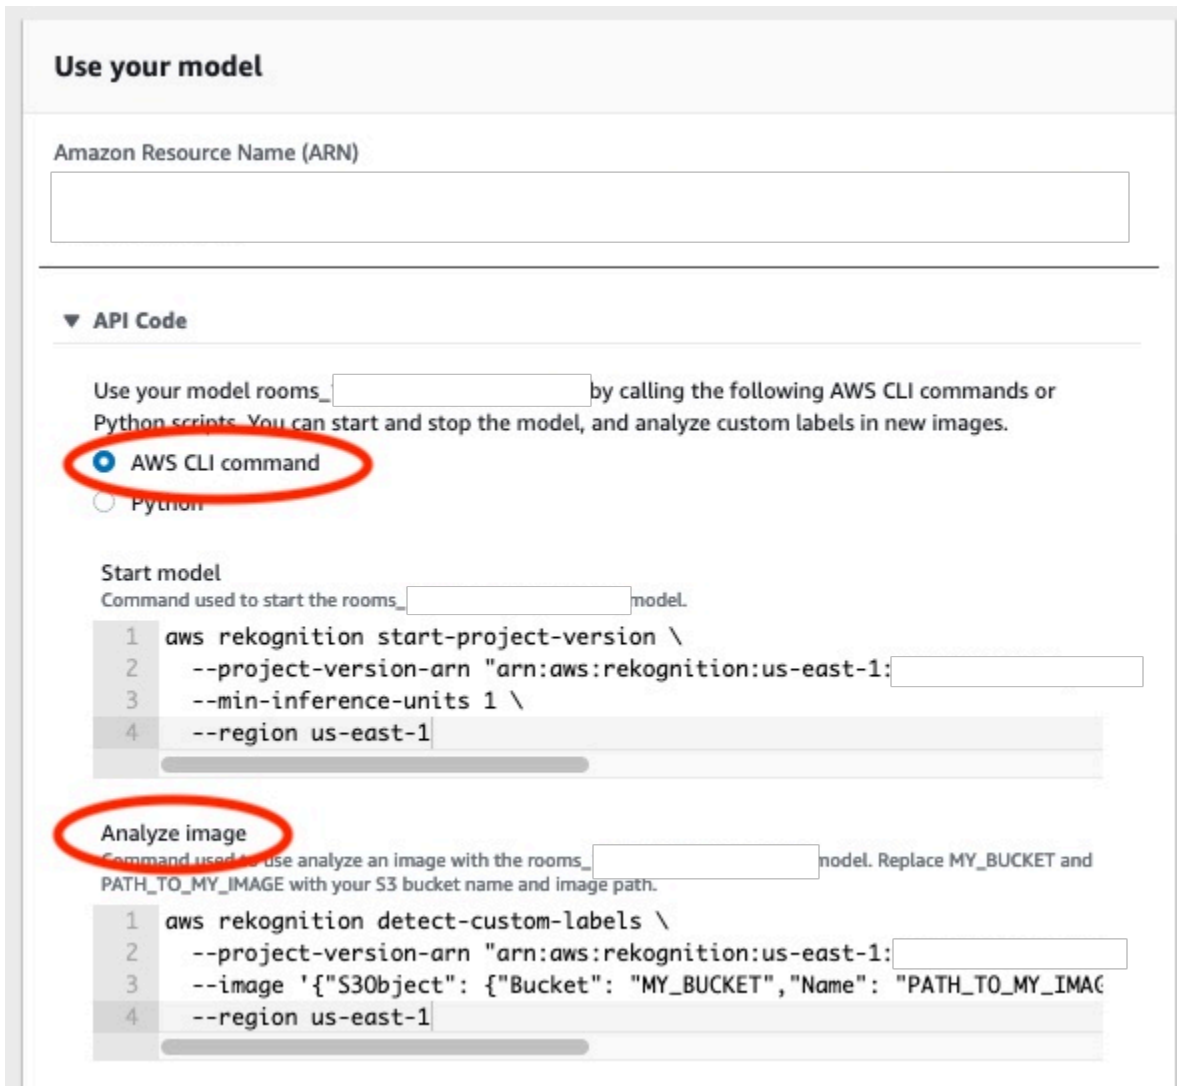 Use your model
Amazon Resource Name (ARN)
▼ API Code
Use your model rooms_ by calling the following AWS CLI commands or
Python scripts. You can start and stop the model, and analyze custom labels in new images.
AWS CLI command
Python
Start model
Command used to start the rooms_ model.
1 aws rekognition start-project-version \
2 --project-version-arn "arn:aws:rekognition:us-east-1:
3 --min-inference-units 1 \
4 --region us-east-1
Analyze image
Command used to use analyze an image with the rooms_ model. Replace MY_BUCKET and
PATH_TO_MY_IMAGE with your S3 bucket name and image path.
1 aws rekognition detect-custom-labels \
2 --project-version-arn "arn:aws:rekognition:us-east-1:
3 --image '{"S3Object": {"Bucket": "MY_BUCKET","Name": "PATH_TO_MY_IMAG
4 --region us-east-1